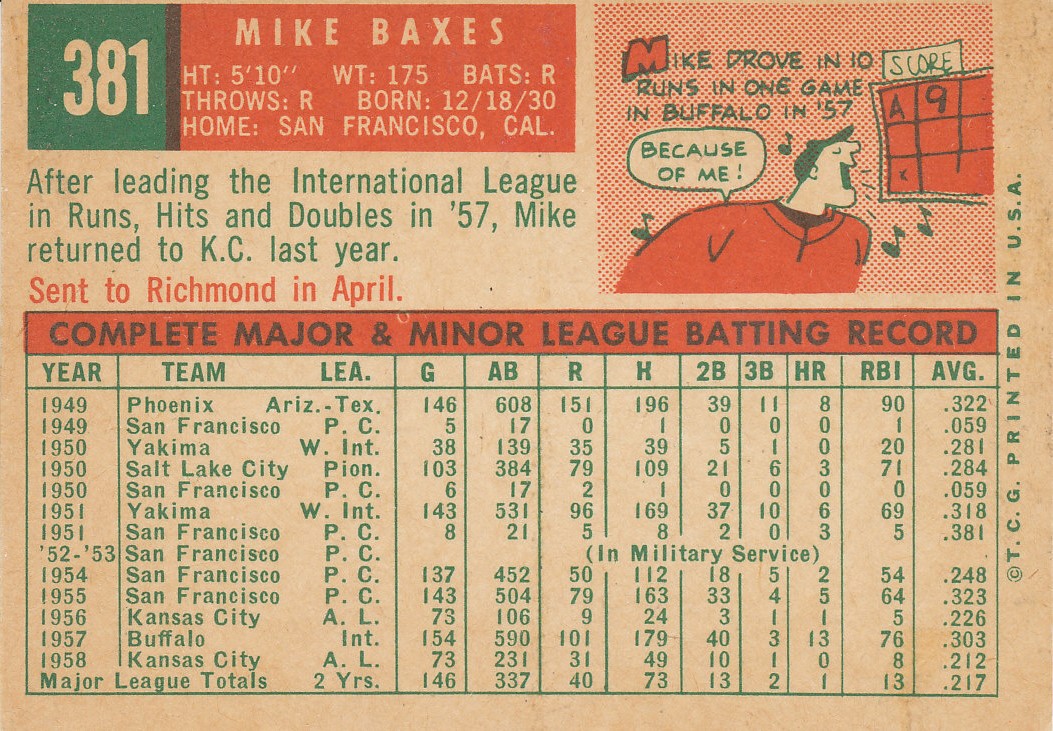 381
MIKE BAXES
HT: 5'10" WT: 175 BATS: R
THROWS: R BORN: 12/18/30
HOME: SAN FRANCISCO, CAL.
MIKE DROVE IN 10
RUNS IN ONE GAME
IN BUFFALO IN '57
SCORE
A 9
x 1
BECAUSE
OF ME!
After leading the International League
in Runs, Hits and Doubles in '57, Mike
returned to K.C. last year.
Sent to Richmond in April.
COMPLETE MAJOR & MINOR LEAGUE BATTING RECORD
YEAR TEAM LEA. G AB R H 2B 3B HR RBI AVG.
1949 Phoenix Ariz.-Tex. 146 608 151 196 39 11 8 90 .322
1949 San Francisco P. C. 5 17 0 1 0 0 0 1 .059
1950 Yakima W. Int. 38 139 35 39 5 1 0 20 .281
1950 Salt Lake City Pion. 103 384 79 109 21 6 3 71 .284
1950 San Francisco P. C. 6 17 2 1 0 0 0 0 .059
1951 Yakima W. Int. 143 531 96 169 37 10 6 69 .318
1951 San Francisco P. C. 8 21 5 8 2 0 3 5 .381
'52-'53 San Francisco P. C. (In Military Service)
1954 San Francisco P. C. 137 452 50 112 18 5 2 54 .248
1955 San Francisco P. C. 143 504 79 163 33 4 5 64 .323
1956 Kansas City A. L. 73 106 9 24 3 1 1 5 .226
1957 Buffalo Int. 154 590 101 179 40 3 13 76 .303
1958 Kansas City A. L. 73 231 31 49 10 1 0 8 .212
Major League Totals 2 Yrs. 146 337 40 73 13 2 1 13 .217
©T. C. G. PRINTED IN U.S.A.